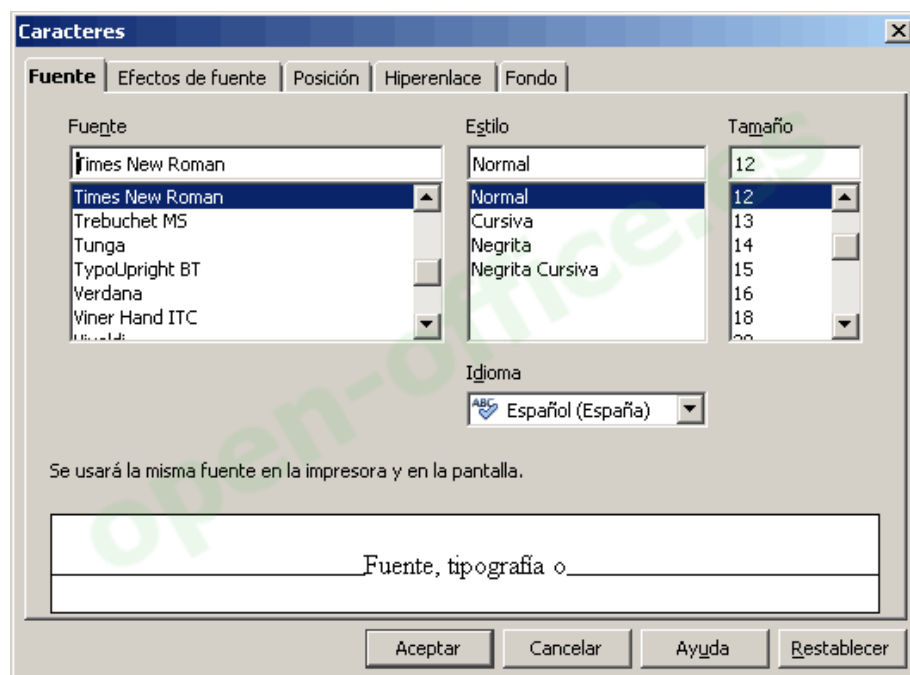 Caracteres
Fuente Efectos de fuente Posición Hiperenlace Fondo
Fuente Estilo Tamaño
Times New Roman Normal 12
Times New Roman Normal 12
Trebuchet MS Cursiva 13
Tunga Negrita 14
TypoUpright BT Negrita Cursiva 15
Verdana 16
Viner Hand ITC 18
Idioma
ABC Español (España)
Se usará la misma fuente en la impresora y en la pantalla.
Fuente, tipografía o
Aceptar Cancelar Ayuda Restablecer
open-office.es